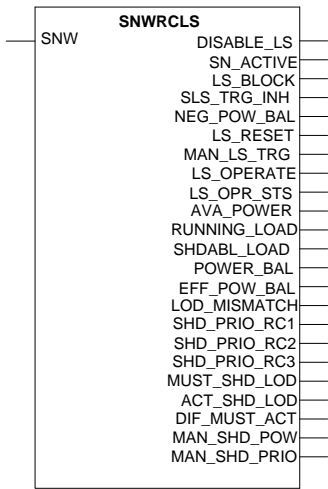 SNWRCLS
SNW
DISABLE_LS
SN_ACTIVE
LS_BLOCK
SLS_TRG_INH
NEG_POW_BAL
LS_RESET
MAN_LS_TRG
LS_OPERATE
LS_OPR_STS
AVA_POWER
RUNNING_LOAD
SHDABL_LOAD
POWER_BAL
EFF_POW_BAL
LOD_MISMATCH
SHD_PRIO_RC1
SHD_PRIO_RC2
SHD_PRIO_RC3
MUST_SHD_LOD
ACT_SHD_LOD
DIF_MUST_ACT
MAN_SHD_POW
MAN_SHD_PRIO